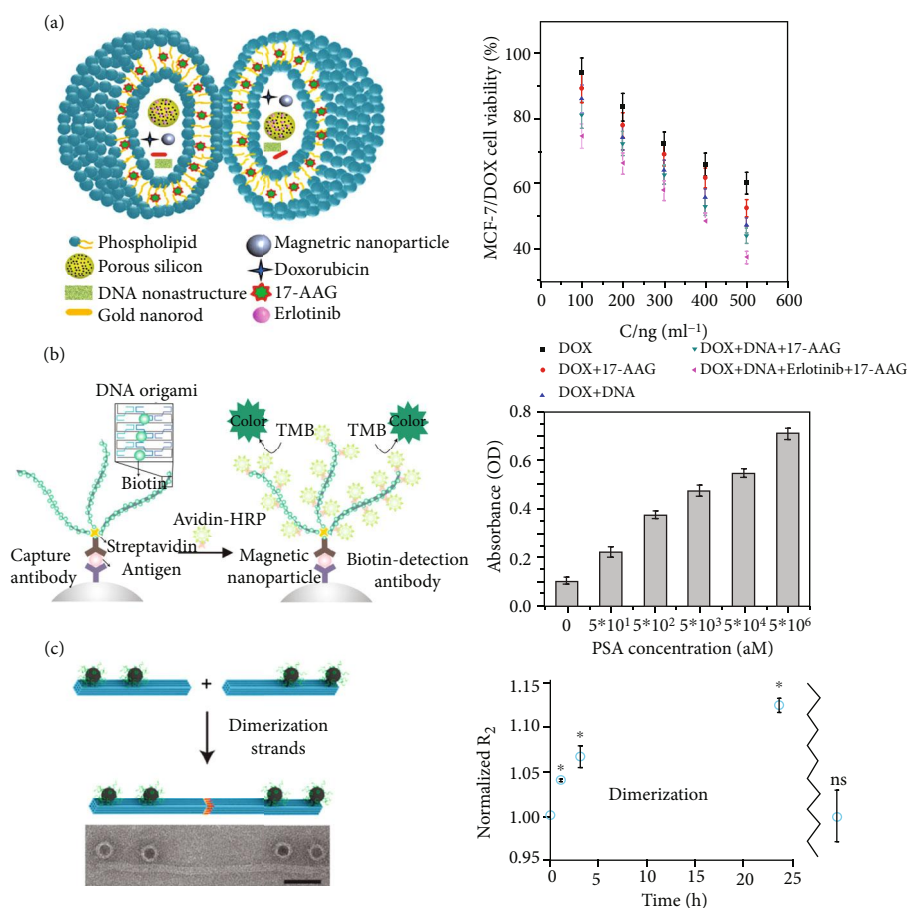 (a)
Phospholipid
Porous silicon
DNA nonastructure
Gold nanorod
Magnetric nanoparticle
Doxorubicin
17-AAG
Erlotinib
MCF-7/DOX cell viability (%)
100
80
60
40
0 100 200 300 400 500 600
C/ng (ml⁻¹)
DOX
DOX+17-AAG
DOX+DNA
DOX+DNA+17-AAG
DOX+DNA+Erlotinib+17-AAG
(b)
DNA origami
Biotin
Capture
antibody
Streptavidin
Antigen
Avidin-HRP
Color
TMB
TMB
Color
Magnetic
nanoparticle
Biotin-detection
antibody
Absorbance (OD)
0.8
0.6
0.4
0.2
0.0
0 5*10¹ 5*10² 5*10³ 5*10⁴ 5*10⁶
PSA concentration (aM)
(c)
+
Dimerization
strands
Normalized R₂
1.15
1.10
1.05
1.00
0.95
*
*
*
ns
Dimerization
0 5 10 15 20 25
Time (h)